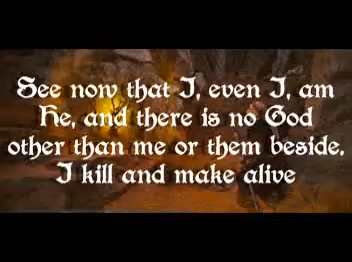 See now that I, even I, am
He, and there is no God
other than me or them beside.
I kill and make alive